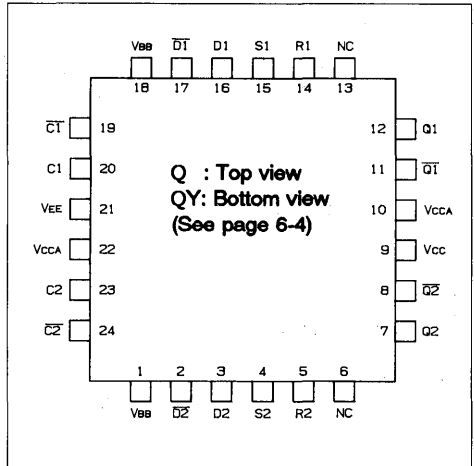 VBB D1̅ D1 S1 R1 NC
18 17 16 15 14 13
C1̅ 19 12 Q1
C1 20 11 Q1̅
VEE 21 10 VCCA
VCCA 22 9 VCC
C2 23 8 Q2̅
C2̅ 24 7 Q2
Q : Top view
QY: Bottom view
(See page 6-4)
1 2 3 4 5 6
VBB D2̅ D2 S2 R2 NC